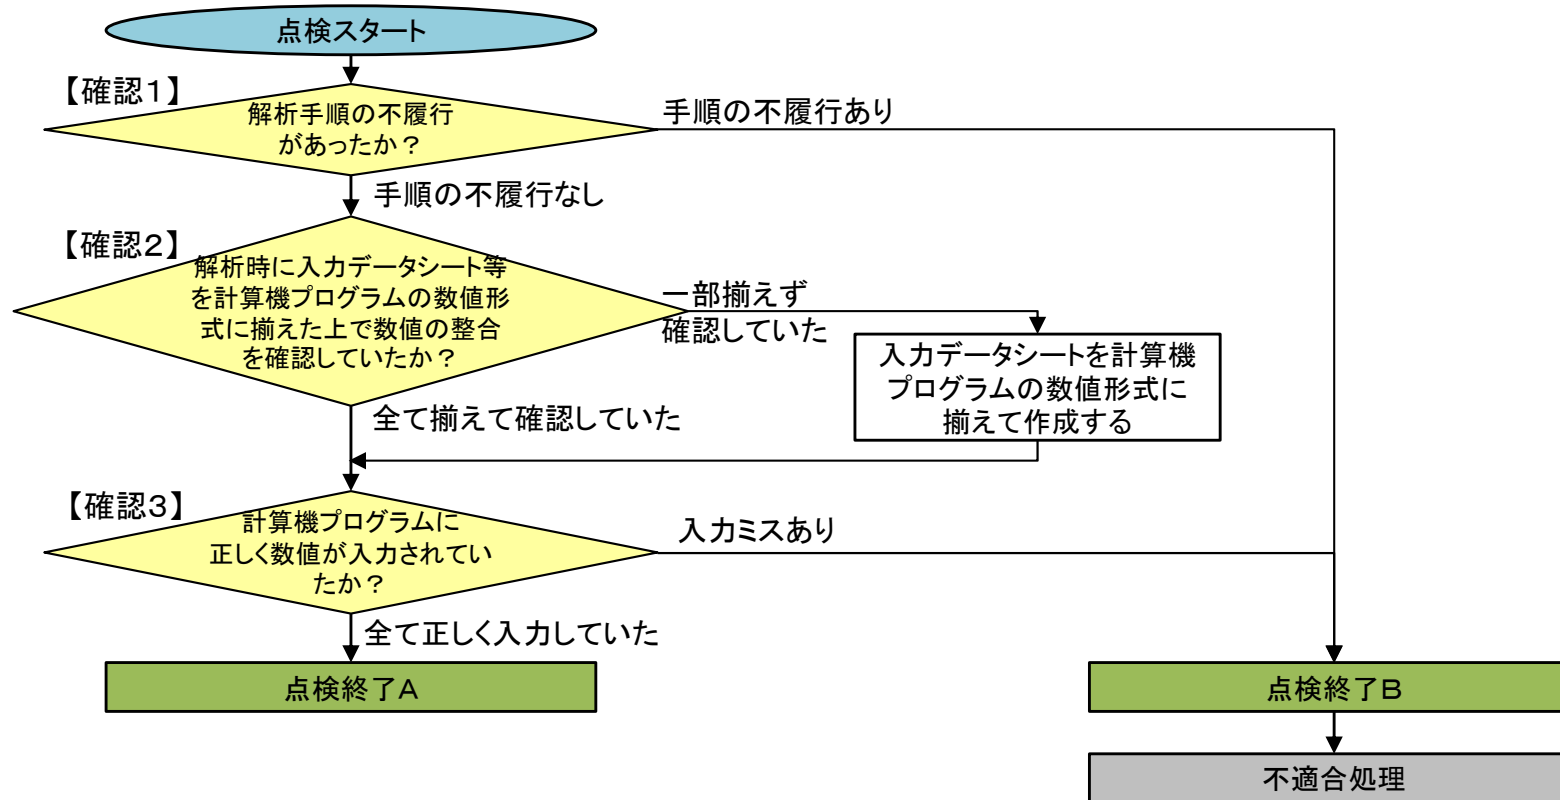 点検スタート
【確認１】
解析手順の不履行
があったか？
手順の不履行あり
手順の不履行なし
【確認２】
解析時に入力データシート等
を計算機プログラムの数値形
式に揃えた上で数値の整合
を確認していたか？
一部揃えず
確認していた
入力データシートを計算機
プログラムの数値形式に
揃えて作成する
全て揃えて確認していた
【確認３】
計算機プログラムに
正しく数値が入力されてい
たか？
入力ミスあり
全て正しく入力していた
点検終了Ａ
点検終了Ｂ
不適合処理